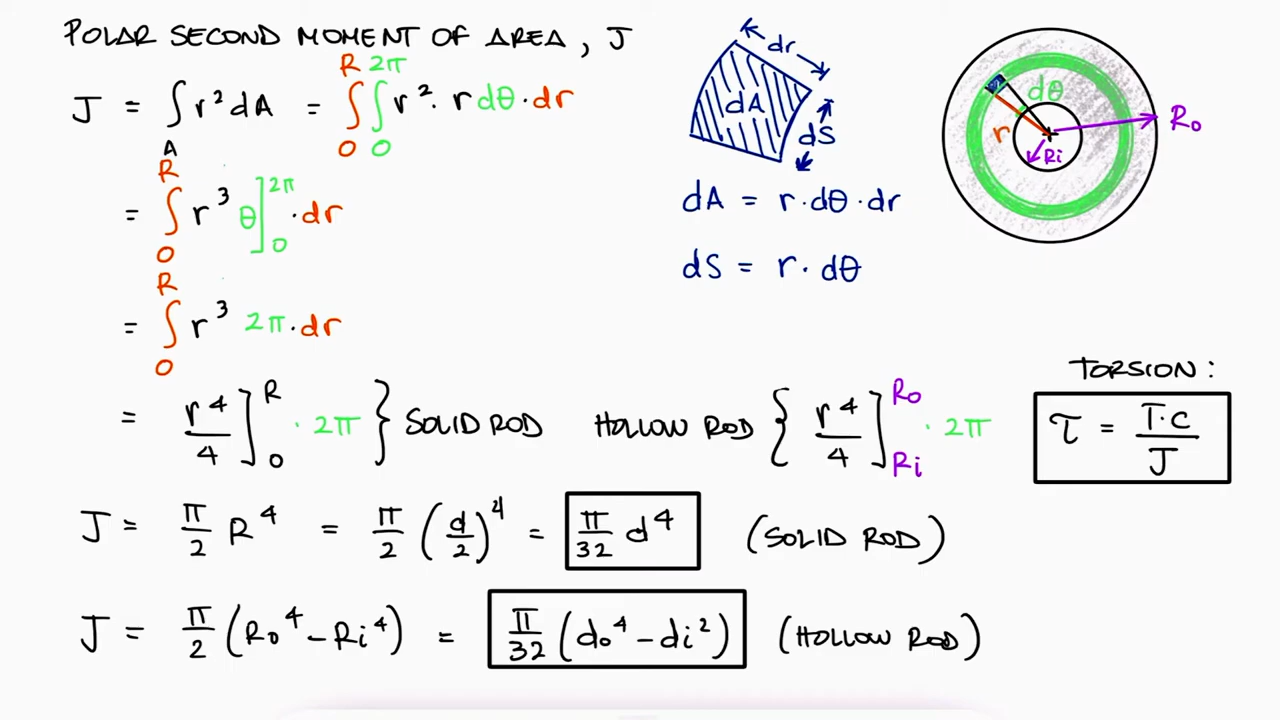 POLAR SECOND MOMENT OF AREA, J
J = ∫_A r² dA = ∫_0^R ∫_0^2π r² · r dθ · dr
= ∫_0^R r³ θ]_0^2π · dr
= ∫_0^R r³ 2π · dr
= r⁴/4]_0^R · 2π } SOLID ROD
HOLLOW ROD { r⁴/4]_Ri^Ro · 2π
J = π/2 R⁴ = π/2 (d/2)⁴ = π/32 d⁴ (SOLID ROD)
J = π/2 (Ro⁴ - Ri⁴) = π/32 (do⁴ - di²) (HOLLOW ROD)
dr
dA
dS
dA = r · dθ · dr
dS = r · dθ
dθ
r
Ri
Ro
TORSION:
τ = T·c/J